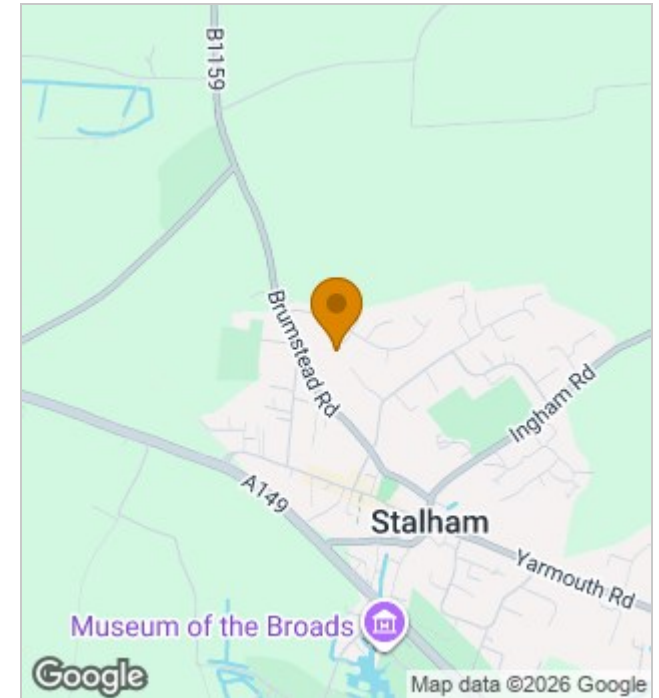 B1159
Brumstead Rd
Ingham Rd
A149
Stalham
Yarmouth Rd
Museum of the Broads
Google
Map data ©2026 Google